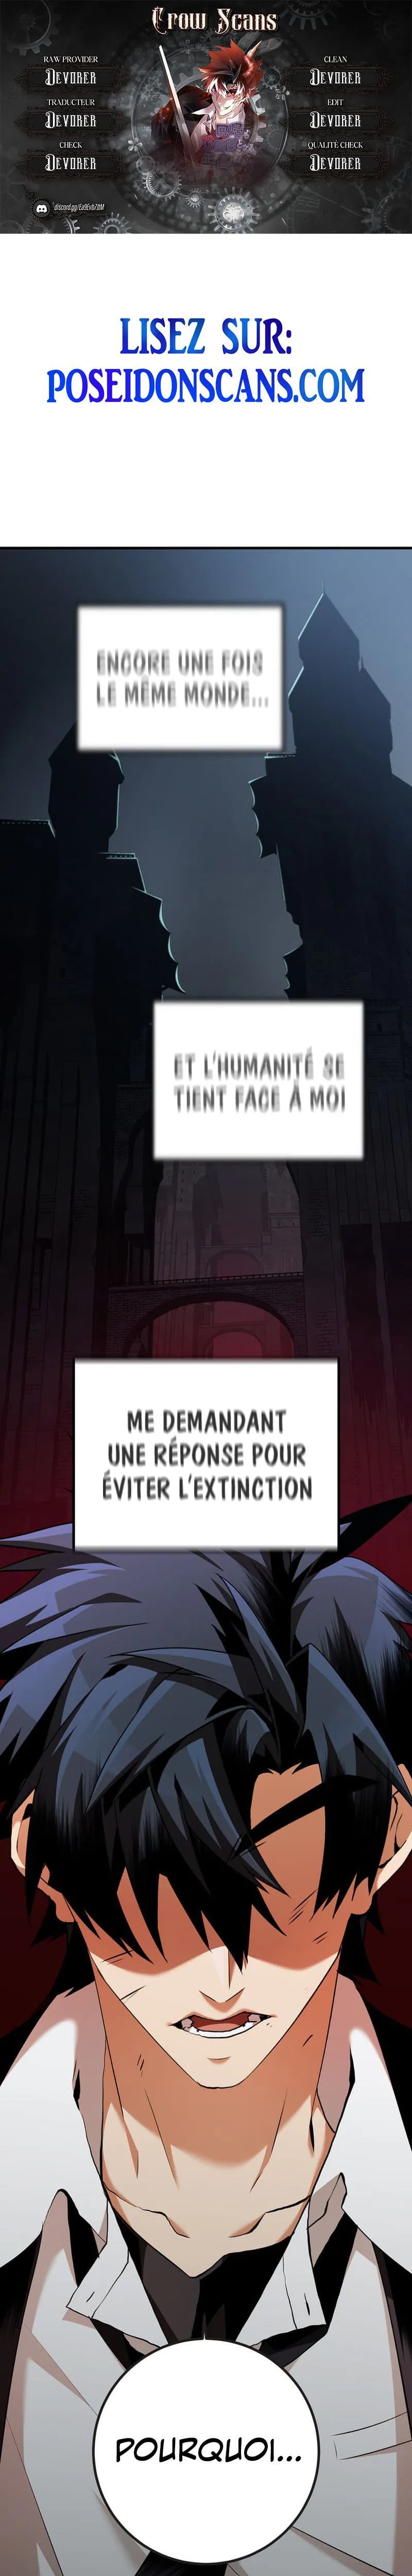 Crow Scans
RAW PROVIDER
DEVORER
CLEAN
DEVORER
TRADUCTEUR
DEVORER
EDIT
DEVORER
CHECK
DEVORER
QUALITÉ CHECK
DEVORER
LISEZ SUR:
POSEIDONSCANS.COM
ENCORE UNE FOIS
LE MÊME MONDE...
ET L'HUMANITÉ SE
TIENT FACE À MOI
ME DEMANDANT
UNE RÉPONSE POUR
ÉVITER L'EXTINCTION
POURQUOI...